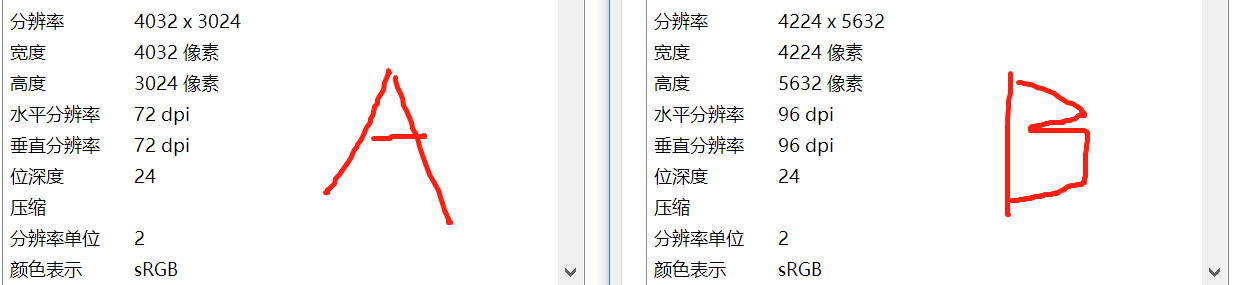 分辨率 4032 x 3024
宽度 4032 像素
高度 3024 像素
水平分辨率 72 dpi
垂直分辨率 72 dpi
位深度 24
压缩
分辨率单位 2
颜色表示 sRGB
A
分辨率 4224 x 5632
宽度 4224 像素
高度 5632 像素
水平分辨率 96 dpi
垂直分辨率 96 dpi
位深度 24
压缩
分辨率单位 2
颜色表示 sRGB
B